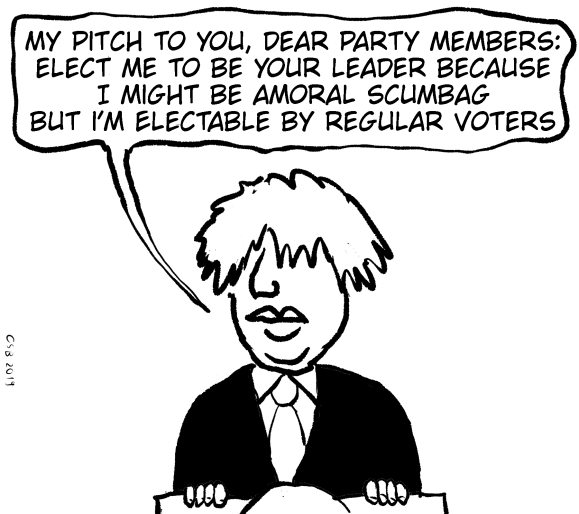 MY PITCH TO YOU, DEAR PARTY MEMBERS:
ELECT ME TO BE YOUR LEADER BECAUSE
I MIGHT BE AMORAL SCUMBAG
BUT I'M ELECTABLE BY REGULAR VOTERS
CSB 2019